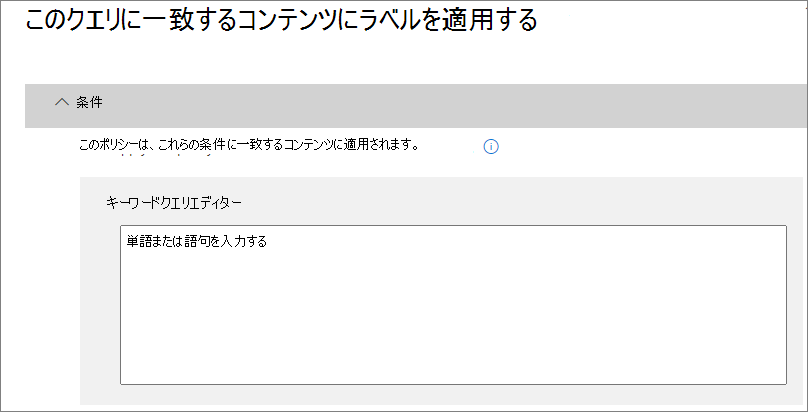 このクエリに一致するコンテンツにラベルを適用する
条件
このポリシーは、これらの条件に一致するコンテンツに適用されます。
キーワードクエリエディター
単語または語句を入力する